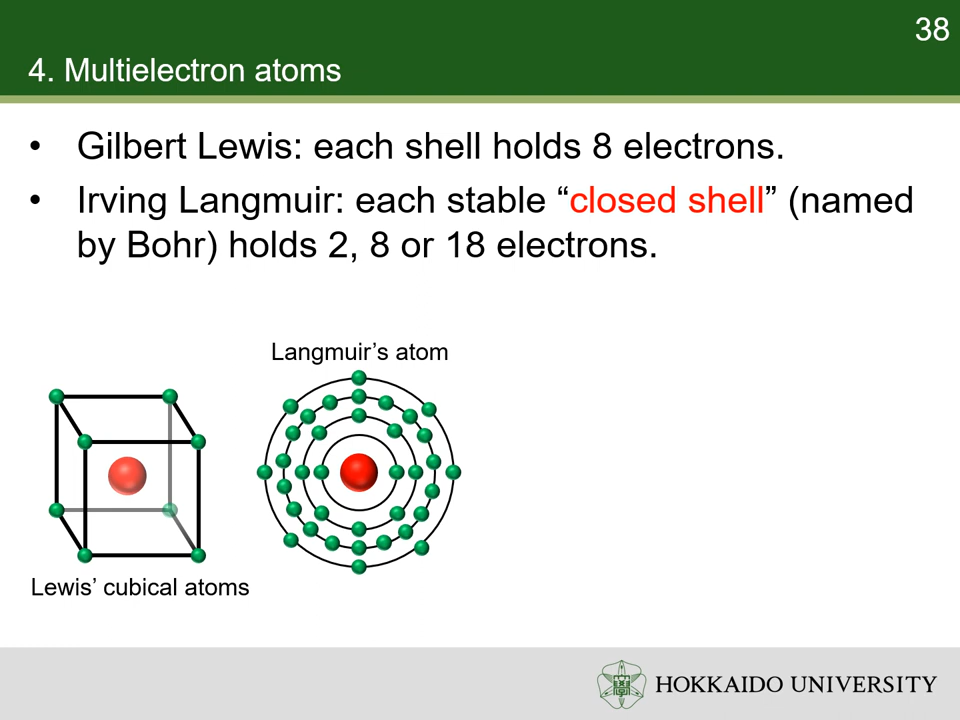 38
4. Multielectron atoms
• Gilbert Lewis: each shell holds 8 electrons.
• Irving Langmuir: each stable “closed shell” (named
by Bohr) holds 2, 8 or 18 electrons.
Langmuir’s atom
Lewis’ cubical atoms
HOKKAIDO UNIVERSITY